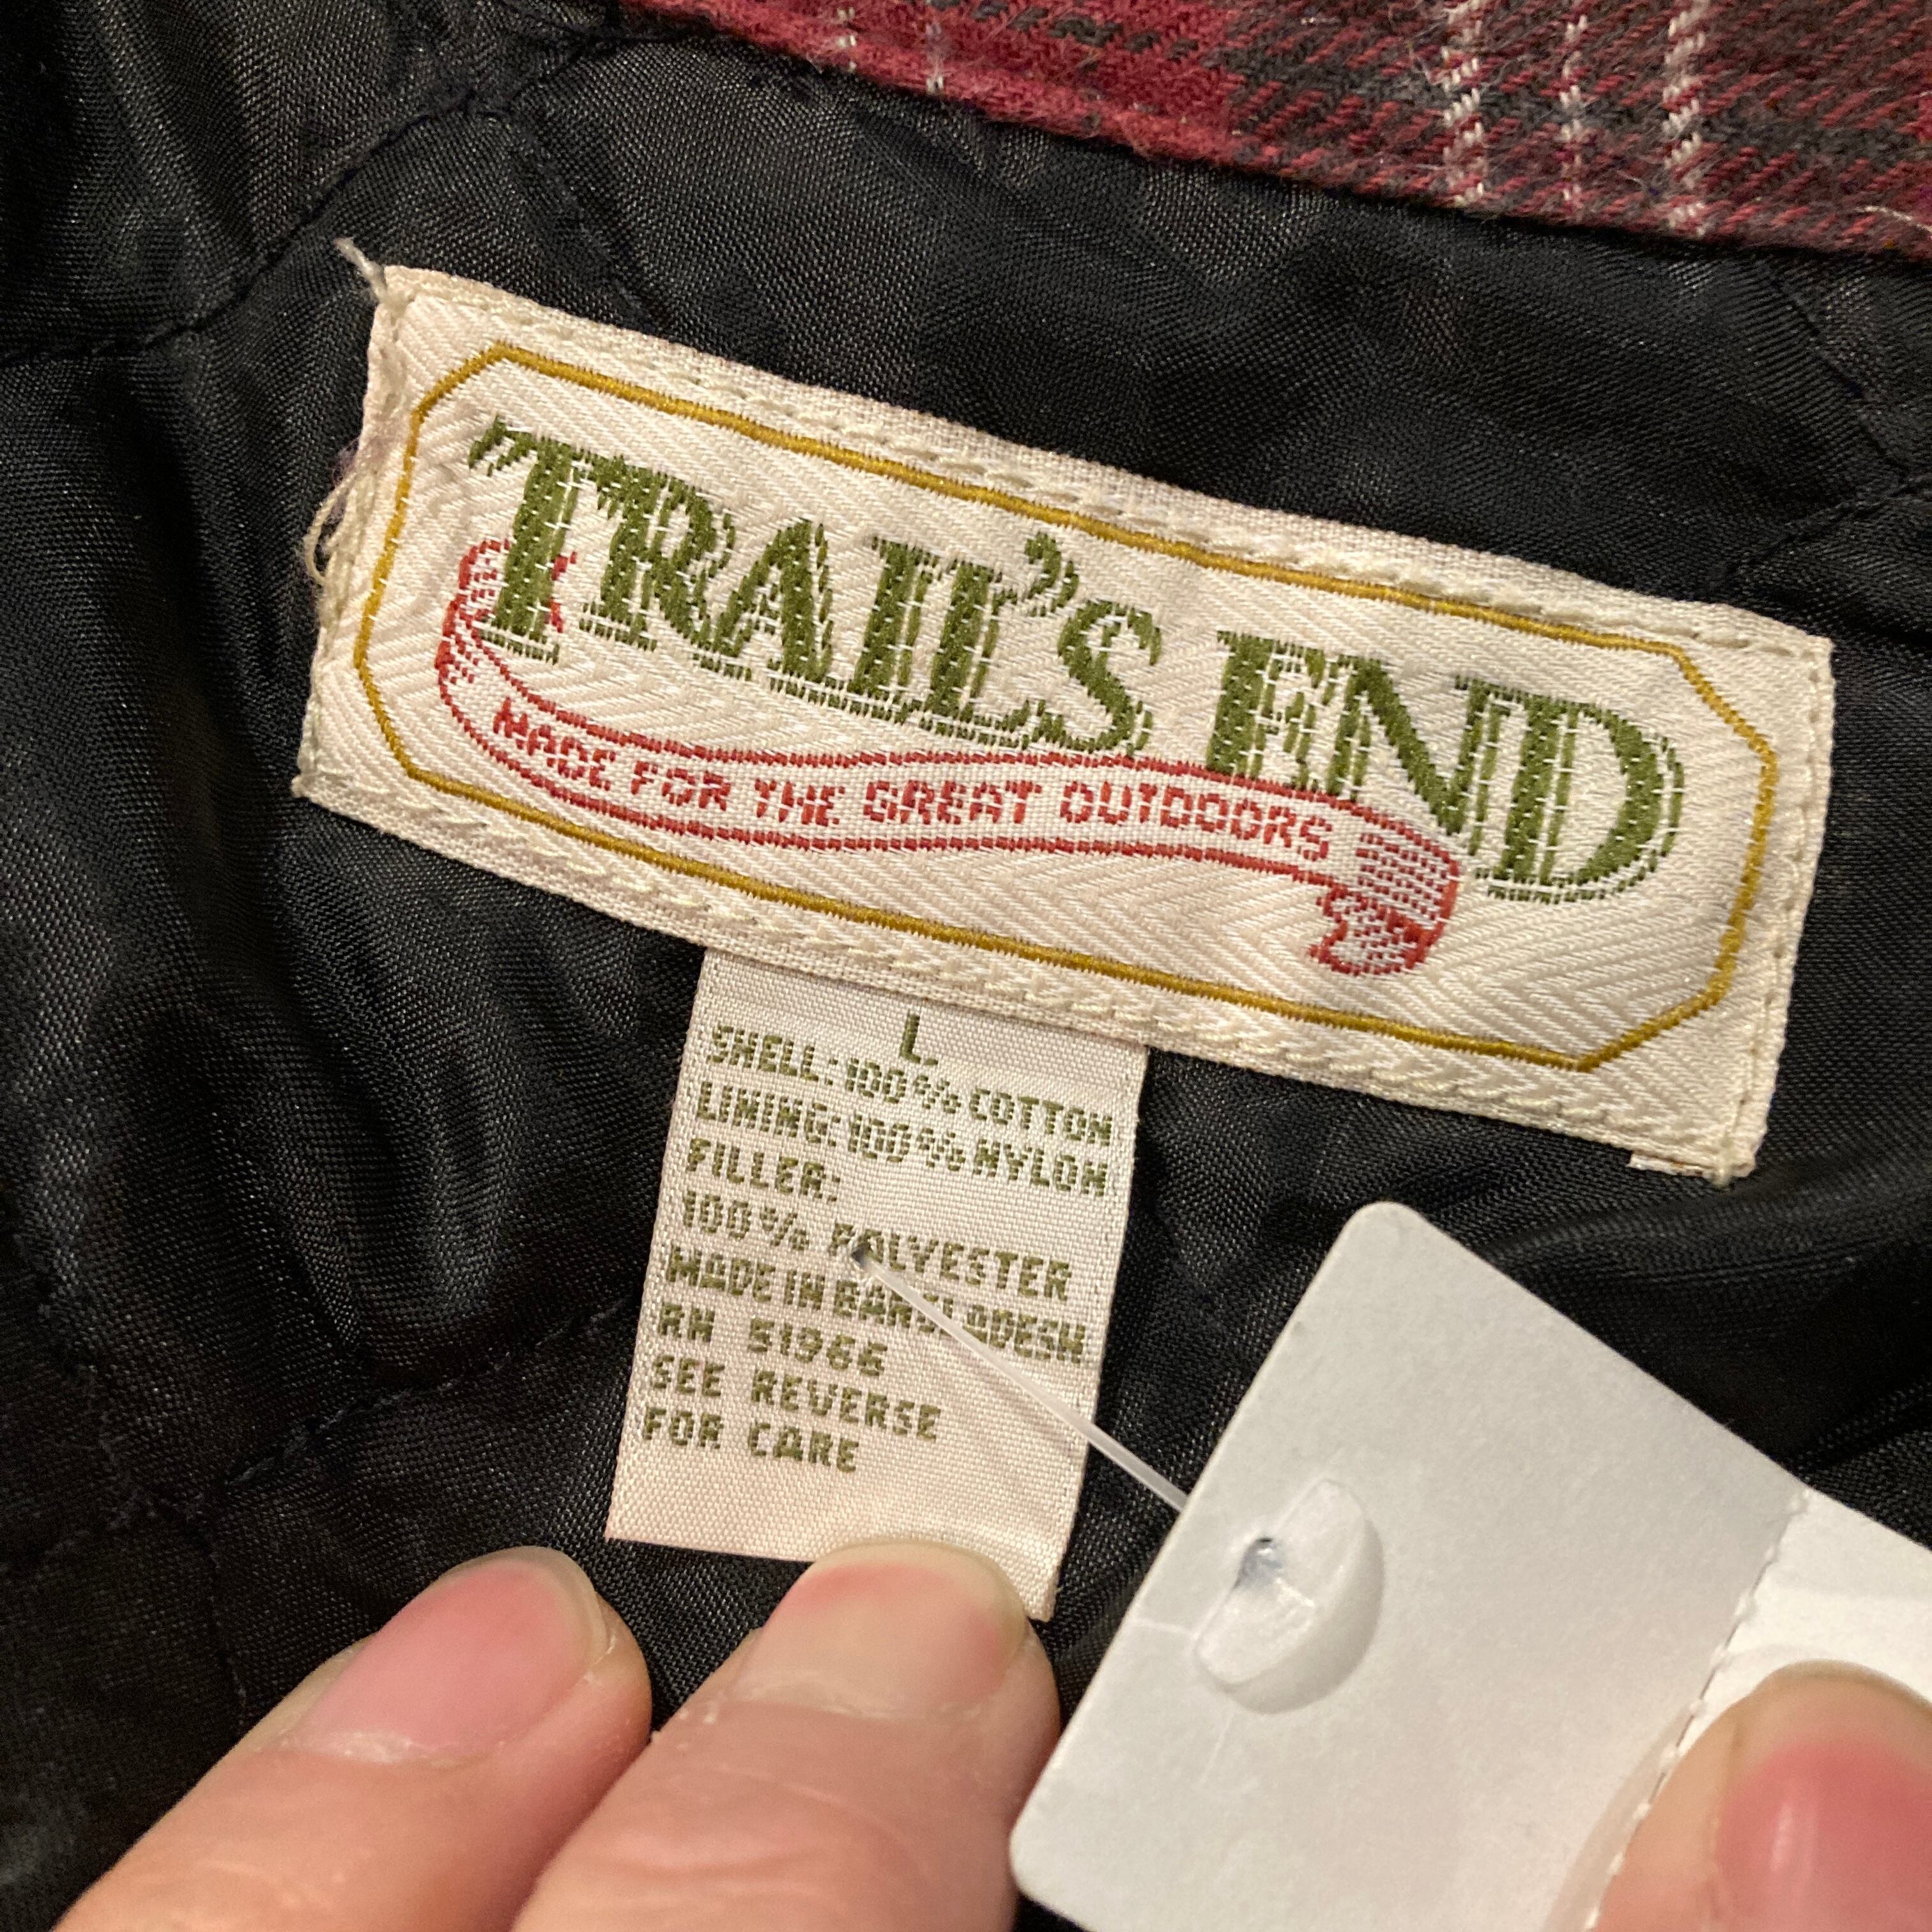 TRAIL'S END
MADE FOR THE GREAT OUTDOORS
L
SHELL: 100% COTTON
LINING: 100% NYLON
FILLER:
100% POLYESTER
MADE IN BANGLADESH
RN 51966
SEE REVERSE
FOR CARE